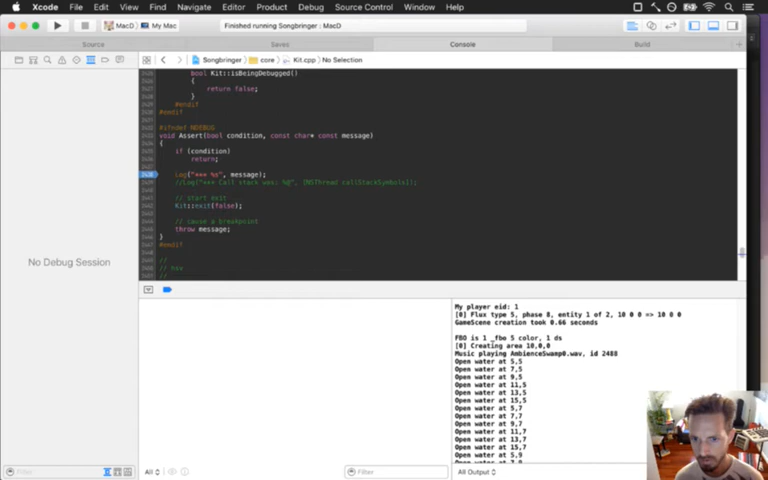 Xcode File Edit View Find Navigate Editor Product Debug Source Control Window Help
MacD My Mac Finished running Songbringer : MacD
Source Saves Console Build
Songbringer core Kit.cpp No Selection
bool Kit::isBeingDebugged()
{
return false;
}
#endif
#endif
#ifndef NDEBUG
void Assert(bool condition, const char* const message)
{
if (condition)
return;
Log("*** %s", message);
//Log("*** Call stack was: %@", [NSThread callStackSymbols]);
// Start exit
Kit::exit(false);
// cause a breakpoint
throw message;
}
#endif
//
// hex
//
No Debug Session
My player eid: 1
[0] Flux type 5, phase 8, entity 1 of 2, 10 0 0 => 10 0 0
GameScene creation took 0.66 seconds
FBO is 1 _fbo 5 color, 1 ds
[0] Creating area 10,0,0
Music playing AmbienceSwamp0.wav, id 2488
Open water at 5,5
Open water at 7,5
Open water at 9,5
Open water at 11,5
Open water at 13,5
Open water at 15,5
Open water at 5,7
Open water at 7,7
Open water at 9,7
Open water at 11,7
Open water at 13,7
Open water at 15,7
Open water at 5,9
Filter All Filter All Output